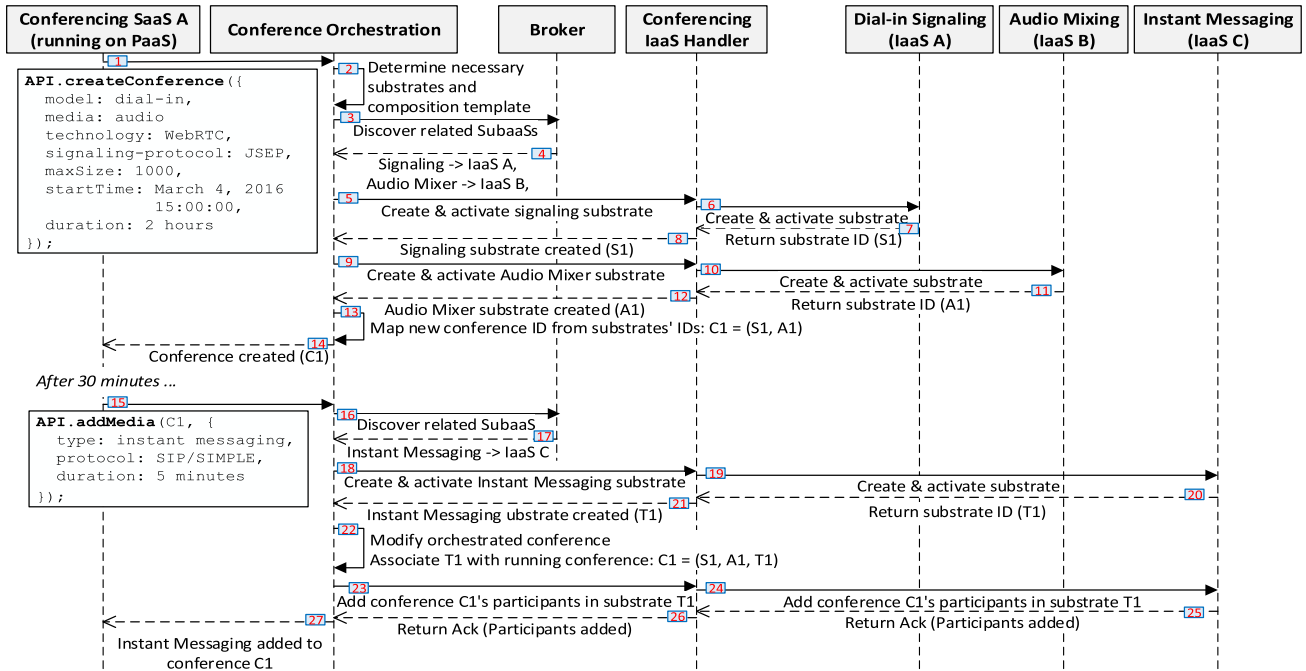 Conferencing SaaS A
(running on PaaS)
Conference Orchestration
Broker
Conferencing
IaaS Handler
Dial-in Signaling
(IaaS A)
Audio Mixing
(IaaS B)
Instant Messaging
(IaaS C)
1
API.createConference({
model: dial-in,
media: audio
technology: WebRTC,
signaling-protocol: JSEP,
maxSize: 1000,
startTime: March 4, 2016
15:00:00,
duration: 2 hours
});
2
Determine necessary
substrates and
composition template
3
Discover related SubaaSs
4
Signaling -> IaaS A,
Audio Mixer -> IaaS B,
5
Create & activate signaling substrate
6
Create & activate substrate
7
Return substrate ID (S1)
8
Signaling substrate created (S1)
9
Create & activate Audio Mixer substrate
10
Create & activate substrate
11
Return substrate ID (A1)
12
Audio Mixer substrate created (A1)
13
Map new conference ID from substrates' IDs: C1 = (S1, A1)
14
Conference created (C1)
After 30 minutes ...
15
API.addMedia(C1, {
type: instant messaging,
protocol: SIP/SIMPLE,
duration: 5 minutes
});
16
Discover related SubaaS
17
Instant Messaging -> IaaS C
18
Create & activate Instant Messaging substrate
19
Create & activate substrate
20
Return substrate ID (T1)
21
Instant Messaging ubstrate created (T1)
22
Modify orchestrated conference
Associate T1 with running conference: C1 = (S1, A1, T1)
23
Add conference C1's participants in substrate T1
24
Add conference C1's participants in substrate T1
25
Return Ack (Participants added)
26
Return Ack (Participants added)
27
Instant Messaging added to
conference C1